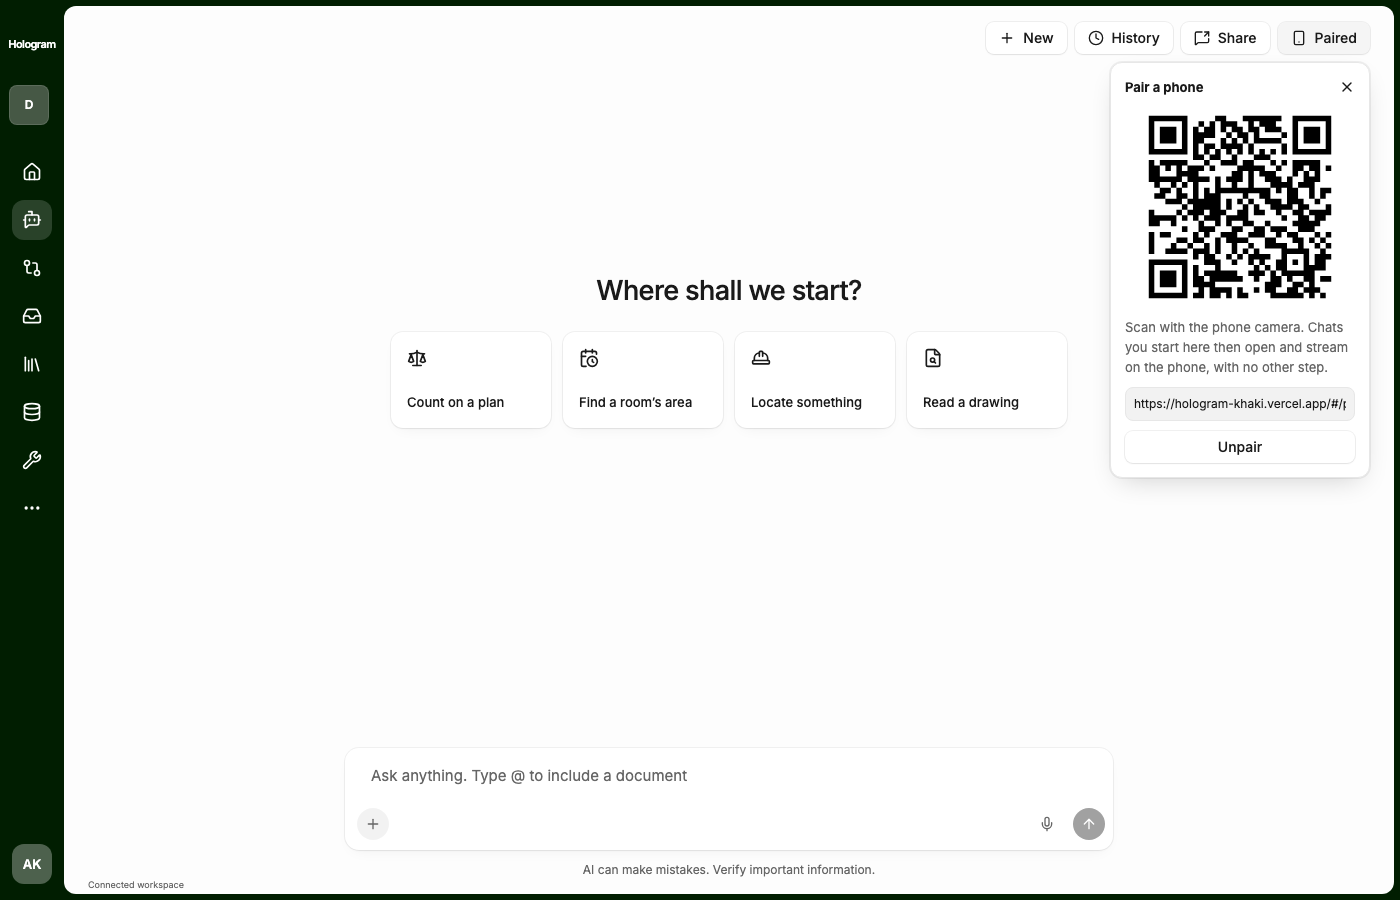 Hologram
New
History
Share
Paired
D
Pair a phone
Scan with the phone camera. Chats
you start here then open and stream
on the phone, with no other step.
https://hologram-khaki.vercel.app/#/p
Unpair
Where shall we start?
Count on a plan
Find a room’s area
Locate something
Read a drawing
Ask anything. Type @ to include a document
AI can make mistakes. Verify important information.
AK
Connected workspace